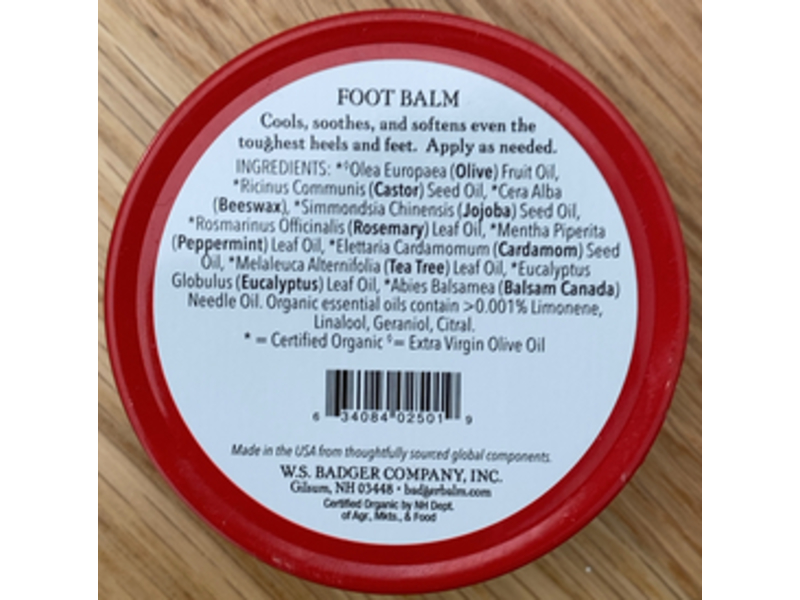 FOOT BALM
Cools, soothes, and softens even the
toughest heels and feet. Apply as needed.
INGREDIENTS: *◊Olea Europaea (Olive) Fruit Oil,
*Ricinus Communis (Castor) Seed Oil, *Cera Alba
(Beeswax), *Simmondsia Chinensis (Jojoba) Seed Oil,
*Rosmarinus Officinalis (Rosemary) Leaf Oil, *Mentha Piperita
(Peppermint) Leaf Oil, *Elettaria Cardamomum (Cardamom) Seed
Oil, *Melaleuca Alternifolia (Tea Tree) Leaf Oil, *Eucalyptus
Globulus (Eucalyptus) Leaf Oil, *Abies Balsamea (Balsam Canada)
Needle Oil. Organic essential oils contain >0.001% Limonene,
Linalool, Geraniol, Citral.
* = Certified Organic ◊= Extra Virgin Olive Oil
6 34084 02501 9
Made in the USA from thoughtfully sourced global components.
W.S. BADGER COMPANY, INC.
Gilsum, NH 03448 • badgerbalm.com
Certified Organic by NH Dept.
of Agr., Mkts., & Food